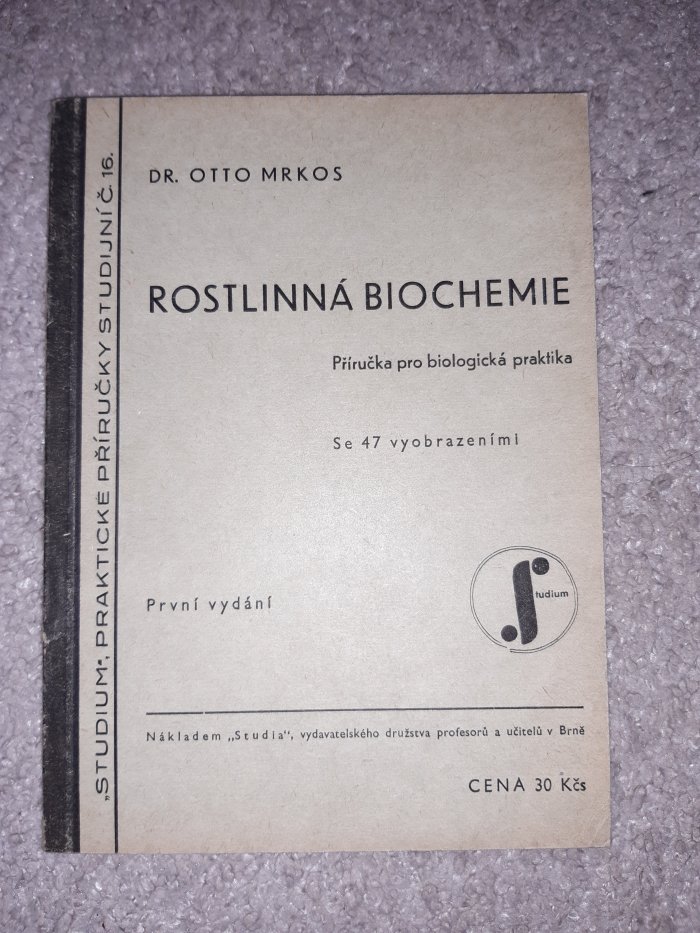 „STUDIUM“, PRAKTICKÉ PŘÍRUČKY STUDIJNÍ Č. 16.
DR. OTTO MRKOS
ROSTLINNÁ BIOCHEMIE
Příručka pro biologická praktika
Se 47 vyobrazeními
První vydání
Studium
Nákladem „Studia“, vydavatelského družstva profesorů a učitelů v Brně
CENA 30 Kčs